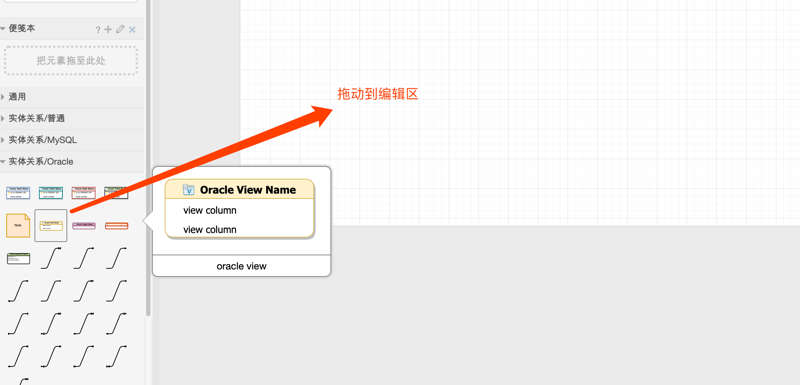 便笺本
?
把元素拖至此处
通用
实体关系/普通
实体关系/MySQL
实体关系/Oracle
拖动到编辑区
Oracle View Name
view column
view column
oracle view